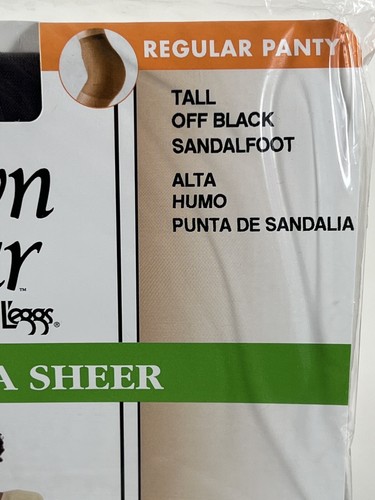 REGULAR PANTY
TALL
OFF BLACK
SANDALFOOT
ALTA
HUMO
PUNTA DE SANDALIA
L'eggs®
A SHEER